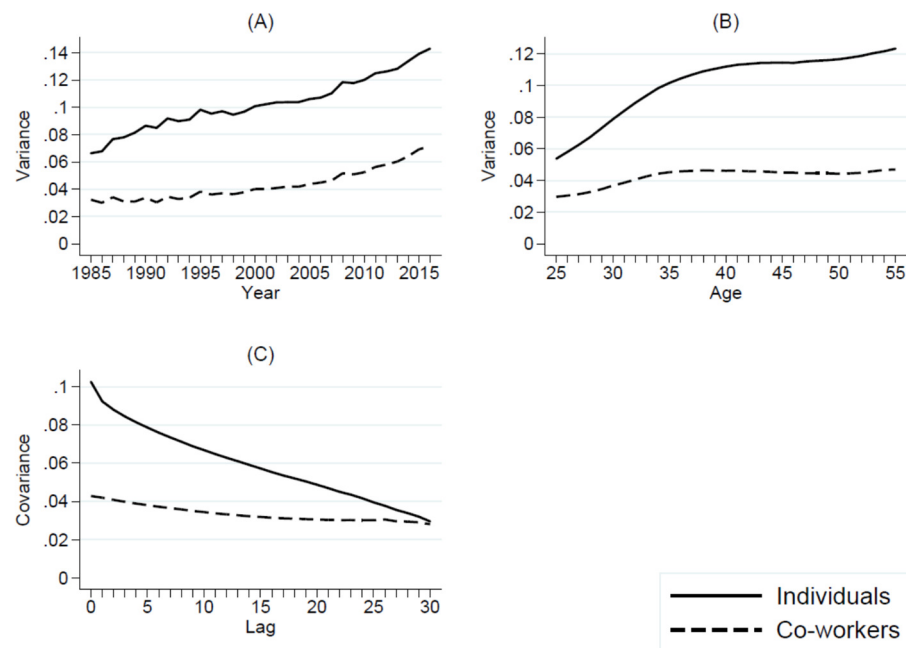 (A)
Variance
.14
.12
.1
.08
.06
.04
.02
0
1985 1990 1995 2000 2005 2010 2015
Year
(B)
Variance
.12
.1
.08
.06
.04
.02
0
25 30 35 40 45 50 55
Age
(C)
Covariance
.1
.08
.06
.04
.02
0
0 5 10 15 20 25 30
Lag
Individuals
Co-workers